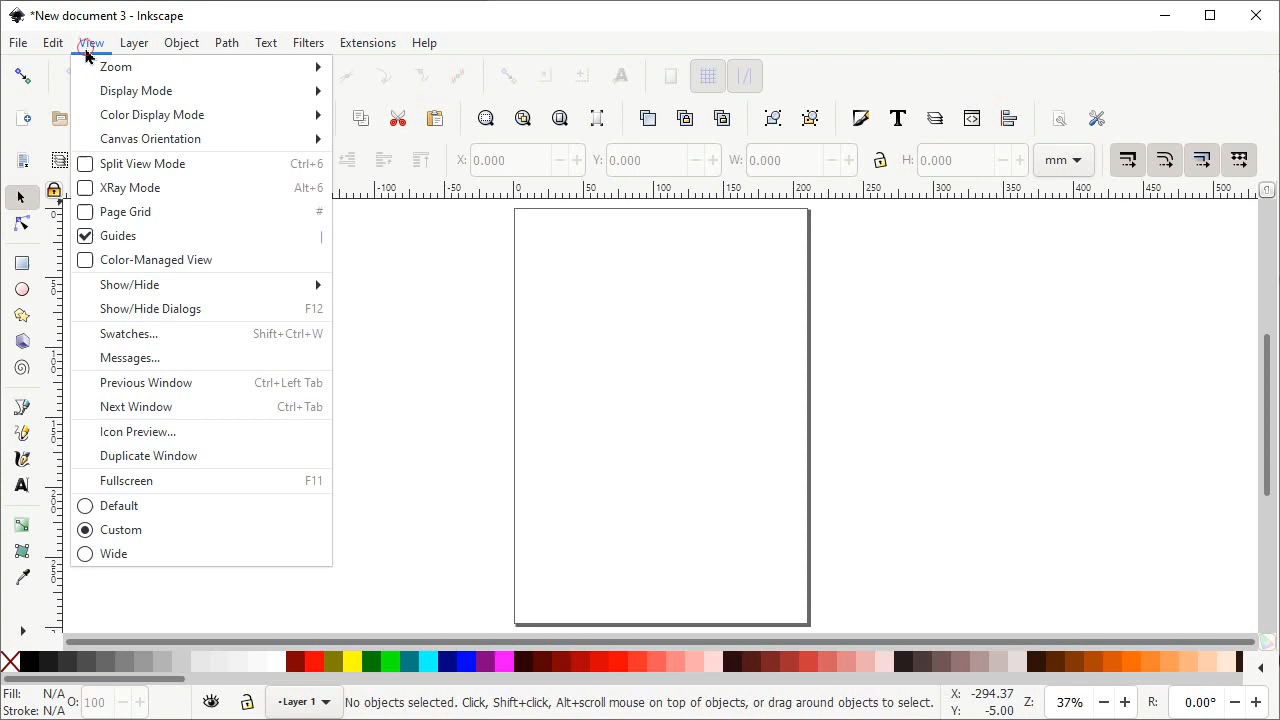 *New document 3 - Inkscape
File Edit View Layer Object Path Text Filters Extensions Help
Zoom
Display Mode
Color Display Mode
Canvas Orientation
Split View Mode Ctrl+6
XRay Mode Alt+6
Page Grid #
Guides |
Color-Managed View
Show/Hide
Show/Hide Dialogs F12
Swatches... Shift+Ctrl+W
Messages...
Previous Window Ctrl+Left Tab
Next Window Ctrl+Tab
Icon Preview...
Duplicate Window
Fullscreen F11
Default
Custom
Wide
X: 0.000 Y: 0.000 W: 0.000 H: 0.000 mm
-100 -50 0 50 100 150 200 250 300 350 400 450 500
0
50
100
150
200
250
Fill: N/A O: 100 -Layer 1 No objects selected. Click, Shift+click, Alt+scroll mouse on top of objects, or drag around objects to select. X: -294.37 Z: 37% R: 0.00°
Stroke: N/A Y: -5.00